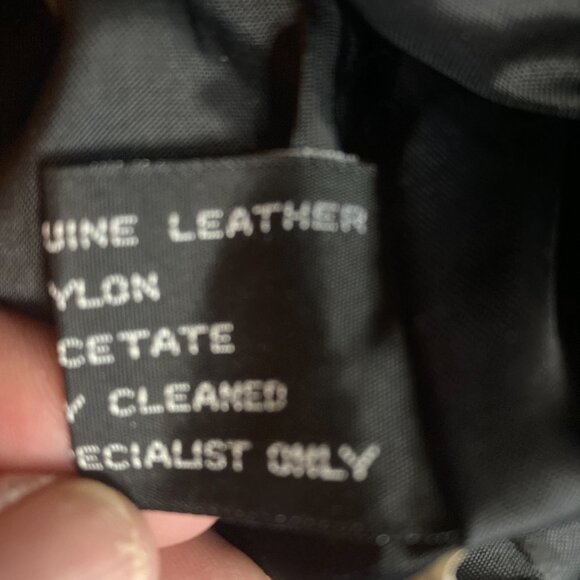 UINE LEATHER
YLON
CETATE
Y CLEANED
ECIALIST ONLY